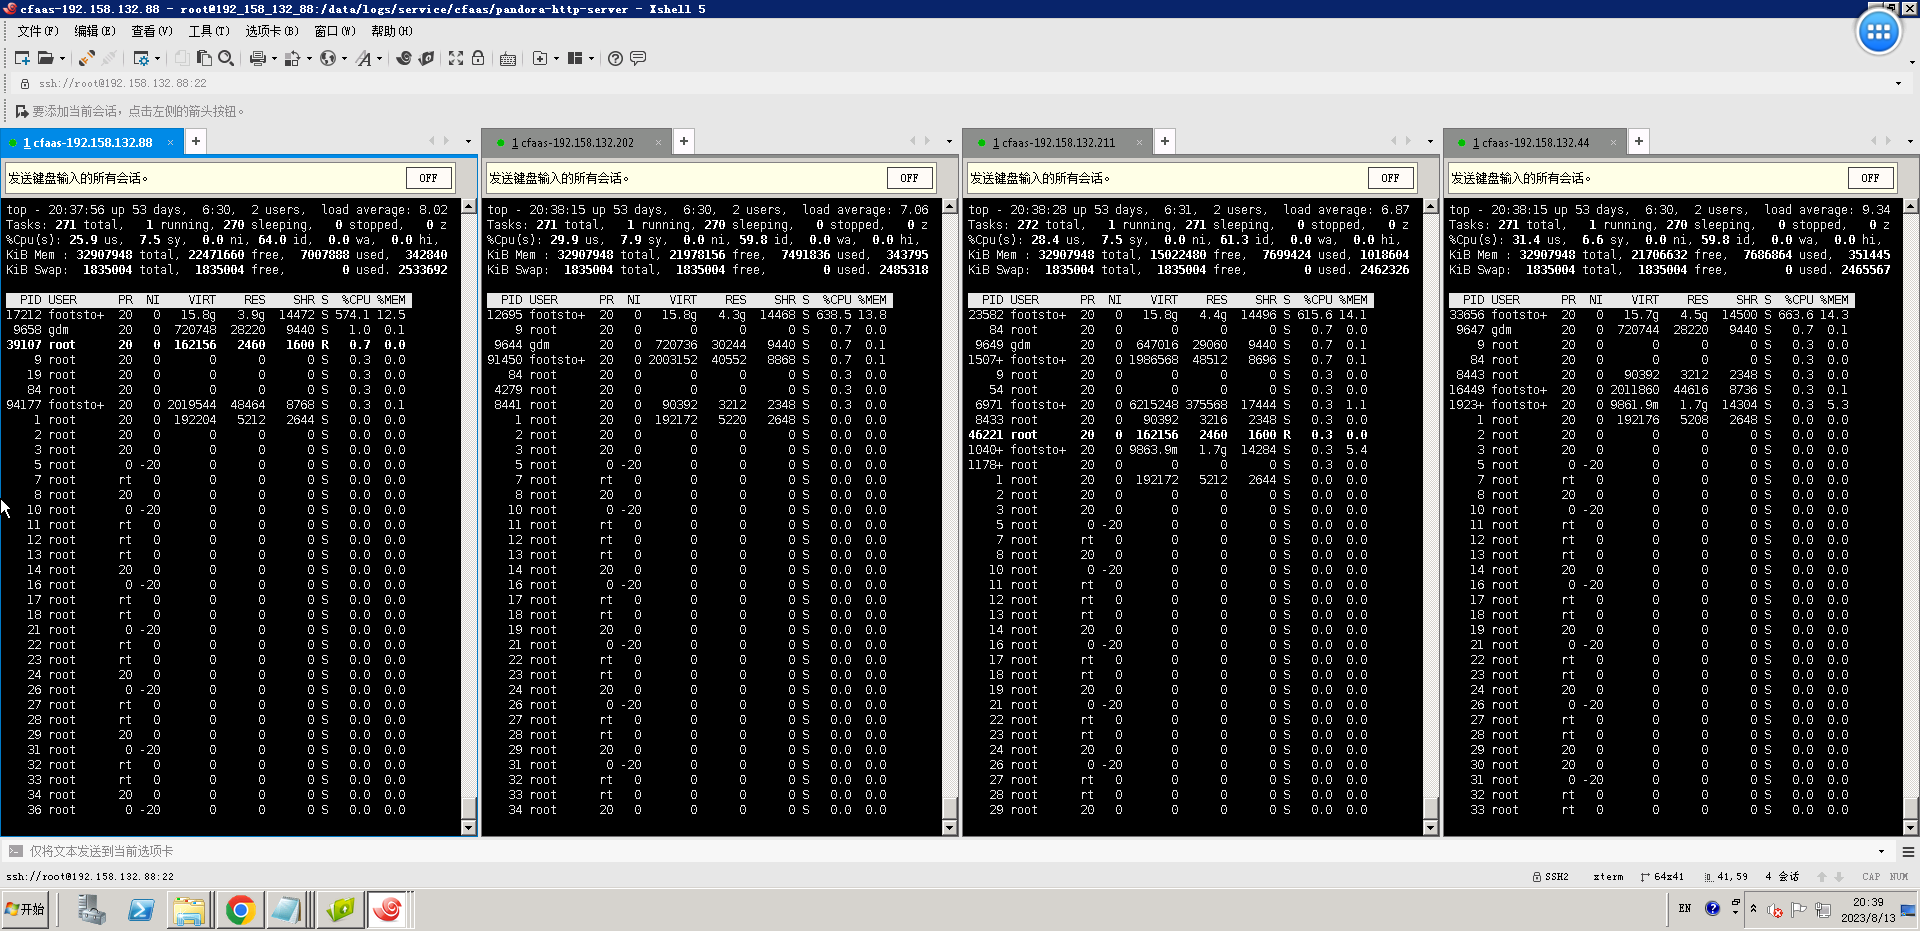 cfaas-192.158.132.88 - root@192_158_132_88:/data/logs/service/cfaas/pandora-http-server - Xshell 5
文件(F) 编辑(E) 查看(V) 工具(T) 选项卡(B) 窗口(W) 帮助(H)
ssh://root@192.158.132.88:22
要添加当前会话,点击左侧的箭头按钮。
1 cfaas-192.158.132.88
发送键盘输入的所有会话。 OFF
top - 20:37:56 up 53 days,  6:30,  2 users,  load average: 8.02
Tasks: 271 total,   1 running, 270 sleeping,   0 stopped,   0 z
%Cpu(s): 25.9 us,  7.5 sy,  0.0 ni, 64.0 id,  0.0 wa,  0.0 hi,
KiB Mem : 32907948 total, 22471660 free,  7007888 used,  342840
KiB Swap:  1835004 total,  1835004 free,        0 used. 2533692
PID USER PR NI VIRT RES SHR S %CPU %MEM
17212 footsto+ 20 0 15.8g 3.9g 14472 S 574.1 12.5
9658 gdm 20 0 720748 28220 9440 S 1.0 0.1
39107 root 20 0 162156 2460 1600 R 0.7 0.0
9 root 20 0 0 0 0 S 0.3 0.0
19 root 20 0 0 0 0 S 0.3 0.0
84 root 20 0 0 0 0 S 0.3 0.0
94177 footsto+ 20 0 2019544 48464 8768 S 0.3 0.1
1 root 20 0 192204 5212 2644 S 0.0 0.0
2 root 20 0 0 0 0 S 0.0 0.0
3 root 20 0 0 0 0 S 0.0 0.0
5 root 0 -20 0 0 0 S 0.0 0.0
7 root rt 0 0 0 0 S 0.0 0.0
8 root 20 0 0 0 0 S 0.0 0.0
10 root 0 -20 0 0 0 S 0.0 0.0
11 root rt 0 0 0 0 S 0.0 0.0
12 root rt 0 0 0 0 S 0.0 0.0
13 root rt 0 0 0 0 S 0.0 0.0
14 root 20 0 0 0 0 S 0.0 0.0
16 root 0 -20 0 0 0 S 0.0 0.0
17 root rt 0 0 0 0 S 0.0 0.0
18 root rt 0 0 0 0 S 0.0 0.0
21 root 0 -20 0 0 0 S 0.0 0.0
22 root rt 0 0 0 0 S 0.0 0.0
23 root rt 0 0 0 0 S 0.0 0.0
24 root 20 0 0 0 0 S 0.0 0.0
26 root 0 -20 0 0 0 S 0.0 0.0
27 root rt 0 0 0 0 S 0.0 0.0
28 root rt 0 0 0 0 S 0.0 0.0
29 root 20 0 0 0 0 S 0.0 0.0
31 root 0 -20 0 0 0 S 0.0 0.0
32 root rt 0 0 0 0 S 0.0 0.0
33 root rt 0 0 0 0 S 0.0 0.0
34 root 20 0 0 0 0 S 0.0 0.0
36 root 0 -20 0 0 0 S 0.0 0.0
1 cfaas-192.158.132.202
发送键盘输入的所有会话。 OFF
top - 20:38:15 up 53 days,  6:30,  2 users,  load average: 7.06
Tasks: 271 total,   1 running, 270 sleeping,   0 stopped,   0 z
%Cpu(s): 29.9 us,  7.9 sy,  0.0 ni, 59.8 id,  0.0 wa,  0.0 hi,
KiB Mem : 32907948 total, 21978156 free,  7491836 used,  343795
KiB Swap:  1835004 total,  1835004 free,        0 used. 2485318
PID USER PR NI VIRT RES SHR S %CPU %MEM
12695 footsto+ 20 0 15.8g 4.3g 14468 S 638.5 13.8
9 root 20 0 0 0 0 S 0.7 0.0
9644 gdm 20 0 720736 30244 9440 S 0.7 0.1
91450 footsto+ 20 0 2003152 40552 8868 S 0.7 0.1
84 root 20 0 0 0 0 S 0.3 0.0
4279 root 20 0 0 0 0 S 0.3 0.0
8441 root 20 0 90392 3212 2348 S 0.3 0.0
1 root 20 0 192172 5220 2648 S 0.0 0.0
2 root 20 0 0 0 0 S 0.0 0.0
3 root 20 0 0 0 0 S 0.0 0.0
5 root 0 -20 0 0 0 S 0.0 0.0
7 root rt 0 0 0 0 S 0.0 0.0
8 root 20 0 0 0 0 S 0.0 0.0
10 root 0 -20 0 0 0 S 0.0 0.0
11 root rt 0 0 0 0 S 0.0 0.0
12 root rt 0 0 0 0 S 0.0 0.0
13 root rt 0 0 0 0 S 0.0 0.0
14 root 20 0 0 0 0 S 0.0 0.0
16 root 0 -20 0 0 0 S 0.0 0.0
17 root rt 0 0 0 0 S 0.0 0.0
18 root rt 0 0 0 0 S 0.0 0.0
19 root 20 0 0 0 0 S 0.0 0.0
21 root 0 -20 0 0 0 S 0.0 0.0
22 root rt 0 0 0 0 S 0.0 0.0
23 root rt 0 0 0 0 S 0.0 0.0
24 root 20 0 0 0 0 S 0.0 0.0
26 root 0 -20 0 0 0 S 0.0 0.0
27 root rt 0 0 0 0 S 0.0 0.0
28 root rt 0 0 0 0 S 0.0 0.0
29 root 20 0 0 0 0 S 0.0 0.0
31 root 0 -20 0 0 0 S 0.0 0.0
32 root rt 0 0 0 0 S 0.0 0.0
33 root rt 0 0 0 0 S 0.0 0.0
34 root 20 0 0 0 0 S 0.0 0.0
1 cfaas-192.158.132.211
发送键盘输入的所有会话。 OFF
top - 20:38:28 up 53 days,  6:31,  2 users,  load average: 6.87
Tasks: 272 total,   1 running, 271 sleeping,   0 stopped,   0 z
%Cpu(s): 28.4 us,  7.5 sy,  0.0 ni, 61.3 id,  0.0 wa,  0.0 hi,
KiB Mem : 32907948 total, 15022480 free,  7699424 used, 1018604
KiB Swap:  1835004 total,  1835004 free,        0 used. 2462326
PID USER PR NI VIRT RES SHR S %CPU %MEM
23582 footsto+ 20 0 15.8g 4.4g 14496 S 615.6 14.1
84 root 20 0 0 0 0 S 0.7 0.0
9649 gdm 20 0 647016 29060 9440 S 0.7 0.1
1507+ footsto+ 20 0 1986568 48512 8696 S 0.7 0.1
9 root 20 0 0 0 0 S 0.3 0.0
54 root 20 0 0 0 0 S 0.3 0.0
6971 footsto+ 20 0 6215248 375568 17444 S 0.3 1.1
8433 root 20 0 90392 3216 2348 S 0.3 0.0
46221 root 20 0 162156 2460 1600 R 0.3 0.0
1040+ footsto+ 20 0 9863.9m 1.7g 14284 S 0.3 5.4
1178+ root 20 0 0 0 0 S 0.3 0.0
1 root 20 0 192172 5212 2644 S 0.0 0.0
2 root 20 0 0 0 0 S 0.0 0.0
3 root 20 0 0 0 0 S 0.0 0.0
5 root 0 -20 0 0 0 S 0.0 0.0
7 root rt 0 0 0 0 S 0.0 0.0
8 root 20 0 0 0 0 S 0.0 0.0
10 root 0 -20 0 0 0 S 0.0 0.0
11 root rt 0 0 0 0 S 0.0 0.0
12 root rt 0 0 0 0 S 0.0 0.0
13 root rt 0 0 0 0 S 0.0 0.0
14 root 20 0 0 0 0 S 0.0 0.0
16 root 0 -20 0 0 0 S 0.0 0.0
17 root rt 0 0 0 0 S 0.0 0.0
18 root rt 0 0 0 0 S 0.0 0.0
19 root 20 0 0 0 0 S 0.0 0.0
21 root 0 -20 0 0 0 S 0.0 0.0
22 root rt 0 0 0 0 S 0.0 0.0
23 root rt 0 0 0 0 S 0.0 0.0
24 root 20 0 0 0 0 S 0.0 0.0
26 root 0 -20 0 0 0 S 0.0 0.0
27 root rt 0 0 0 0 S 0.0 0.0
28 root rt 0 0 0 0 S 0.0 0.0
29 root 20 0 0 0 0 S 0.0 0.0
1 cfaas-192.158.132.44
发送键盘输入的所有会话。 OFF
top - 20:38:15 up 53 days,  6:30,  2 users,  load average: 9.34
Tasks: 271 total,   1 running, 270 sleeping,   0 stopped,   0 z
%Cpu(s): 31.4 us,  6.6 sy,  0.0 ni, 59.8 id,  0.0 wa,  0.0 hi,
KiB Mem : 32907948 total, 21706632 free,  7686864 used,  351445
KiB Swap:  1835004 total,  1835004 free,        0 used. 2465567
PID USER PR NI VIRT RES SHR S %CPU %MEM
33656 footsto+ 20 0 15.7g 4.5g 14500 S 663.6 14.3
9647 gdm 20 0 720744 28220 9440 S 0.7 0.1
9 root 20 0 0 0 0 S 0.3 0.0
84 root 20 0 0 0 0 S 0.3 0.0
8443 root 20 0 90392 3212 2348 S 0.3 0.0
16449 footsto+ 20 0 2011860 44616 8736 S 0.3 0.1
1923+ footsto+ 20 0 9861.9m 1.7g 14304 S 0.3 5.3
1 root 20 0 192176 5208 2648 S 0.0 0.0
2 root 20 0 0 0 0 S 0.0 0.0
3 root 20 0 0 0 0 S 0.0 0.0
5 root 0 -20 0 0 0 S 0.0 0.0
7 root rt 0 0 0 0 S 0.0 0.0
8 root 20 0 0 0 0 S 0.0 0.0
10 root 0 -20 0 0 0 S 0.0 0.0
11 root rt 0 0 0 0 S 0.0 0.0
12 root rt 0 0 0 0 S 0.0 0.0
13 root rt 0 0 0 0 S 0.0 0.0
14 root 20 0 0 0 0 S 0.0 0.0
16 root 0 -20 0 0 0 S 0.0 0.0
17 root rt 0 0 0 0 S 0.0 0.0
18 root rt 0 0 0 0 S 0.0 0.0
19 root 20 0 0 0 0 S 0.0 0.0
21 root 0 -20 0 0 0 S 0.0 0.0
22 root rt 0 0 0 0 S 0.0 0.0
23 root rt 0 0 0 0 S 0.0 0.0
24 root 20 0 0 0 0 S 0.0 0.0
26 root 0 -20 0 0 0 S 0.0 0.0
27 root rt 0 0 0 0 S 0.0 0.0
28 root rt 0 0 0 0 S 0.0 0.0
29 root 20 0 0 0 0 S 0.0 0.0
30 root 20 0 0 0 0 S 0.0 0.0
31 root 0 -20 0 0 0 S 0.0 0.0
32 root rt 0 0 0 0 S 0.0 0.0
33 root rt 0 0 0 0 S 0.0 0.0
仅将文本发送到当前选项卡
ssh://root@192.158.132.88:22 SSH2 xterm 64x41 41,59 4 会话 CAP NUM
开始 EN 20:39
2023/8/13